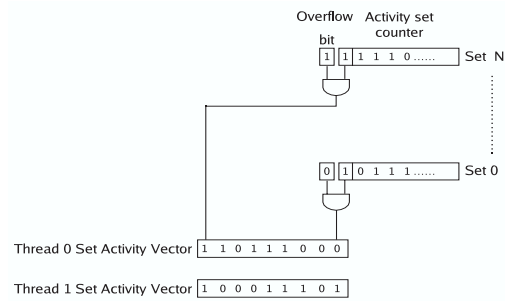 Overflow Activity set
bit counter
1 1 1 1 1 0...... Set N
0 1 0 1 1 1...... Set 0
Thread 0 Set Activity Vector 1 1 0 1 1 1 0 0 0
Thread 1 Set Activity Vector 1 0 0 0 1 1 1 0 1